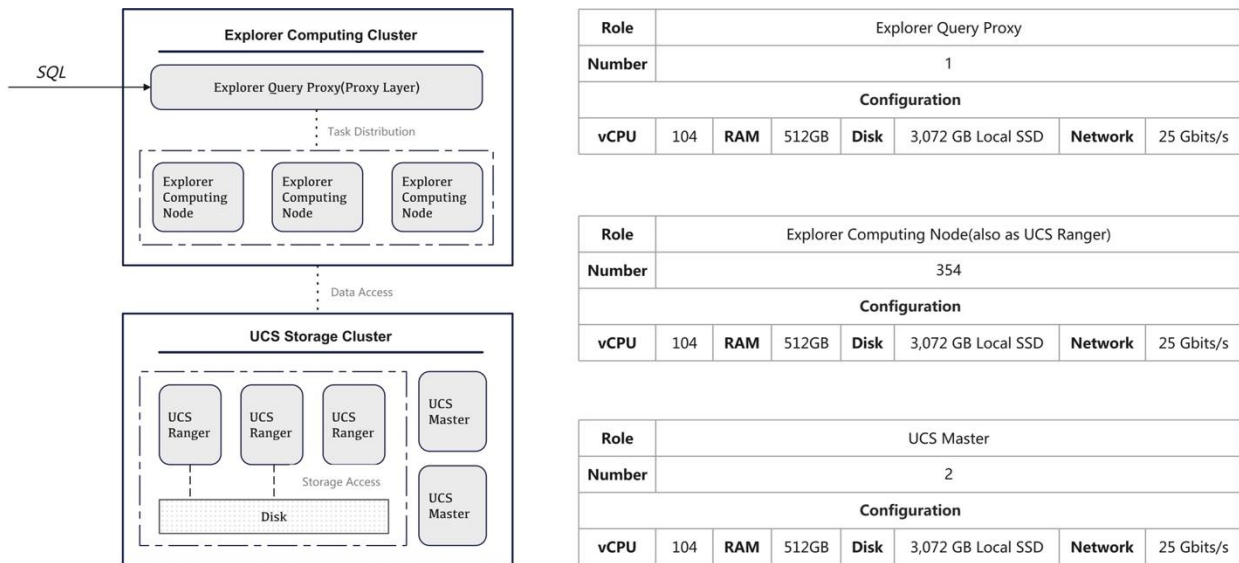 Explorer Computing Cluster
SQL
Explorer Query Proxy(Proxy Layer)
Task Distribution
Explorer
Computing
Node
Explorer
Computing
Node
Explorer
Computing
Node
Data Access
UCS Storage Cluster
UCS
Ranger
UCS
Ranger
UCS
Ranger
UCS
Master
Storage Access
Disk
UCS
Master
Role Explorer Query Proxy
Number 1
Configuration
vCPU 104 RAM 512GB Disk 3,072 GB Local SSD Network 25 Gbits/s
Role Explorer Computing Node(also as UCS Ranger)
Number 354
Configuration
vCPU 104 RAM 512GB Disk 3,072 GB Local SSD Network 25 Gbits/s
Role UCS Master
Number 2
Configuration
vCPU 104 RAM 512GB Disk 3,072 GB Local SSD Network 25 Gbits/s